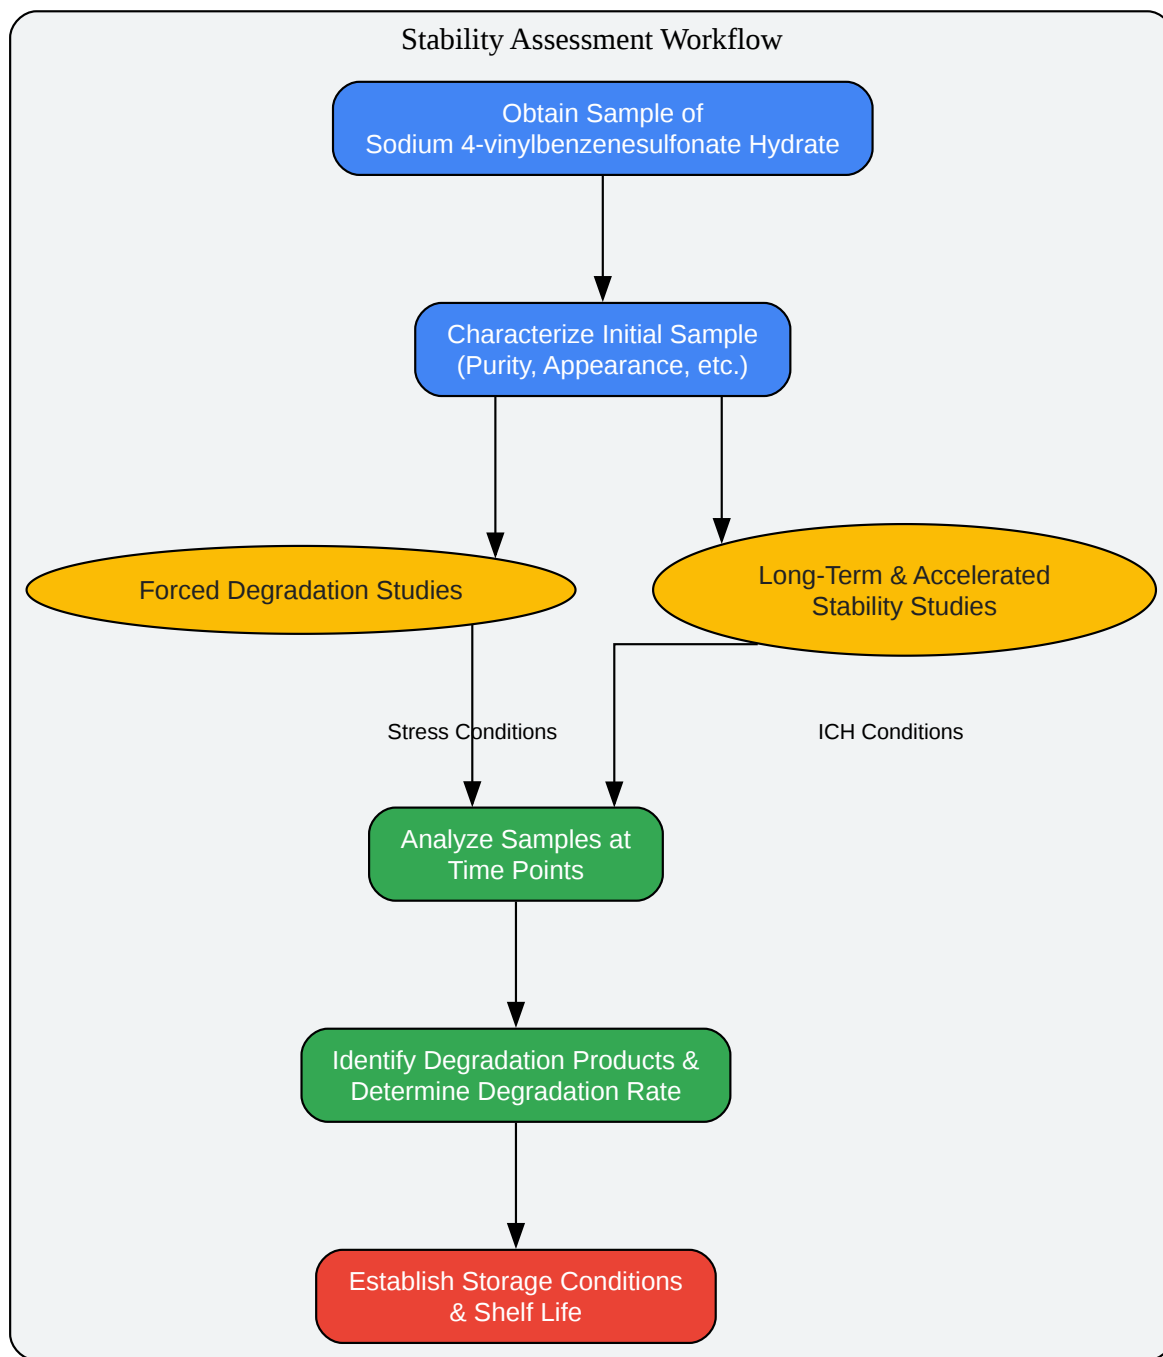 Stability Assessment Workflow
Obtain Sample of
Sodium 4-vinylbenzenesulfonate Hydrate
Characterize Initial Sample
(Purity, Appearance, etc.)
Forced Degradation Studies
Long-Term & Accelerated
Stability Studies
Stress Conditions
ICH Conditions
Analyze Samples at
Time Points
Identify Degradation Products &
Determine Degradation Rate
Establish Storage Conditions
& Shelf Life